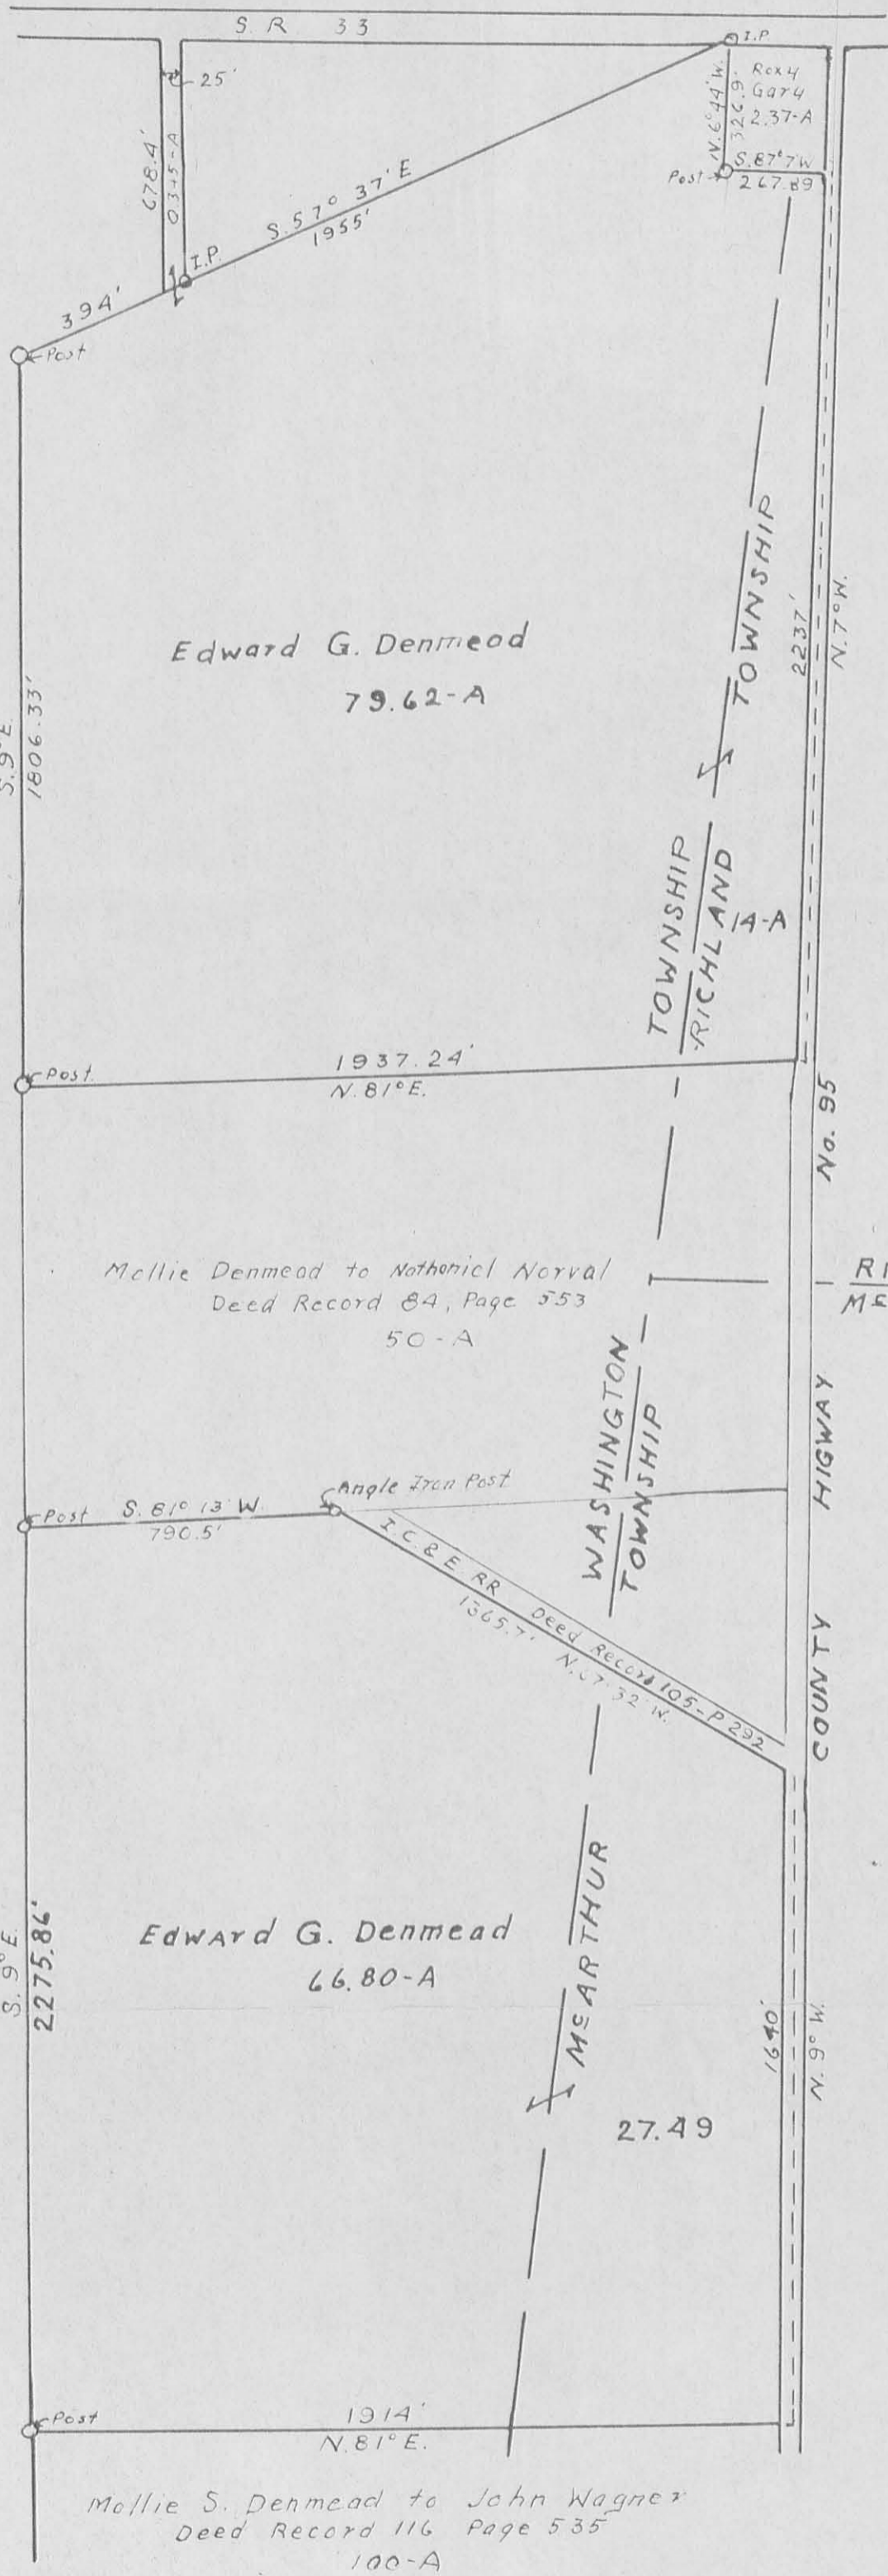 S. R. 33
I.P.
25'
678.4'
0.345-A
N. 6° 44' W.
326.9'
Roxy
Gary
2.37-A
Post
S. 87° 7' W
267.89
S. 57° 37' E
1955'
I.P.
394'
Post
S. 9° E.
1806.33'
Edward G. Denmead
79.62-A
TOWNSHIP
2237'
N. 7° W.
TOWNSHIP
RICHLAND
14-A
Post.
1937.24'
N. 81° E.
No. 95
Mollie Denmead to Nathaniel Norval
Deed Record 84, Page 553
50-A
WASHINGTON
TOWNSHIP
HIGWAY
COUNTY
Post
S. 81° 13' W.
790.5'
Angle Iron Post
I.C. & E. RR Deed Record 105-P 292
1365.7' N. 67° 32' W.
S. 9° E.
2275.86'
Edward G. Denmead
66.80-A
McARTHUR
1640'
N. 9° W.
27.49
Post
1914'
N. 81° E.
Mollie S. Denmead to John Wagner
Deed Record 116 Page 535
100-A